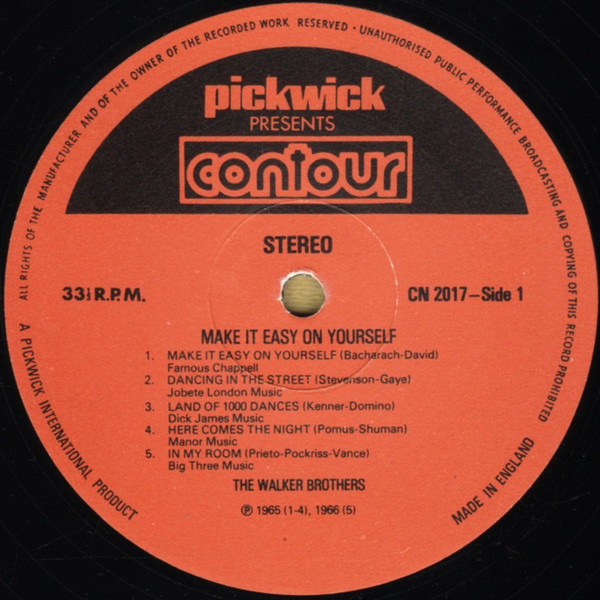 ALL RIGHTS OF THE MANUFACTURER AND OF THE OWNER OF THE RECORDED WORK RESERVED · UNAUTHORISED PUBLIC PERFORMANCE BROADCASTING AND COPYING OF THIS RECORD PROHIBITED
pickwick
PRESENTS
contour
STEREO
33⅓ R.P.M.
CN 2017–Side 1
MAKE IT EASY ON YOURSELF
1. MAKE IT EASY ON YOURSELF (Bacharach-David)
Famous Chappell
2. DANCING IN THE STREET (Stevenson-Gaye)
Jobete London Music
3. LAND OF 1000 DANCES (Kenner-Domino)
Dick James Music
4. HERE COMES THE NIGHT (Pomus-Shuman)
Manor Music
5. IN MY ROOM (Prieto-Pockriss-Vance)
Big Three Music
THE WALKER BROTHERS
℗ 1965 (1-4), 1966 (5)
A PICKWICK INTERNATIONAL PRODUCT
MADE IN ENGLAND